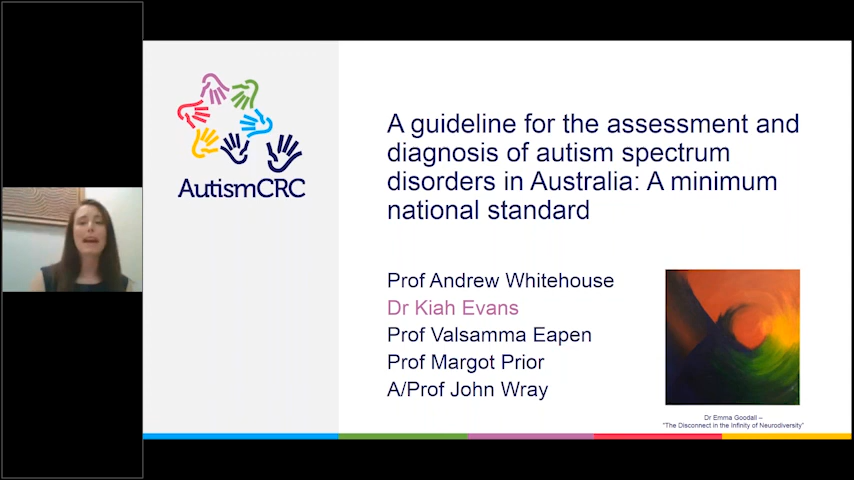 AutismCRC
A guideline for the assessment and
diagnosis of autism spectrum
disorders in Australia: A minimum
national standard
Prof Andrew Whitehouse
Dr Kiah Evans
Prof Valsamma Eapen
Prof Margot Prior
A/Prof John Wray
Dr Emma Goodall –
"The Disconnect in the Infinity of Neurodiversity"